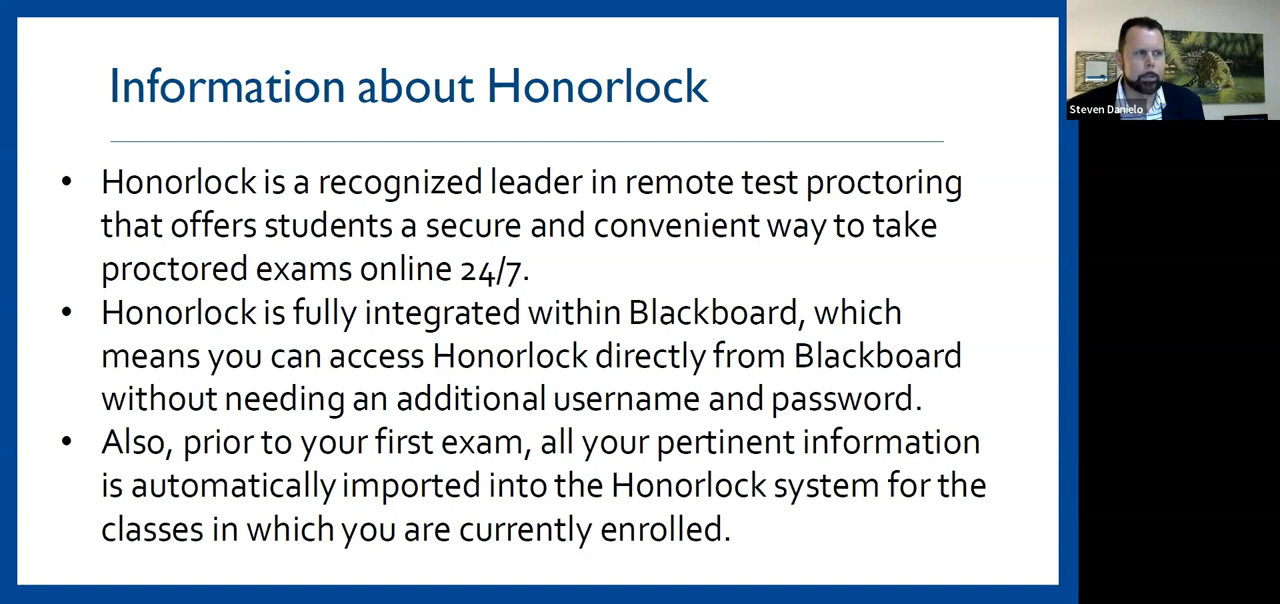 Information about Honorlock
• Honorlock is a recognized leader in remote test proctoring
that offers students a secure and convenient way to take
proctored exams online 24/7.
• Honorlock is fully integrated within Blackboard, which
means you can access Honorlock directly from Blackboard
without needing an additional username and password.
• Also, prior to your first exam, all your pertinent information
is automatically imported into the Honorlock system for the
classes in which you are currently enrolled.
Steven Danielo